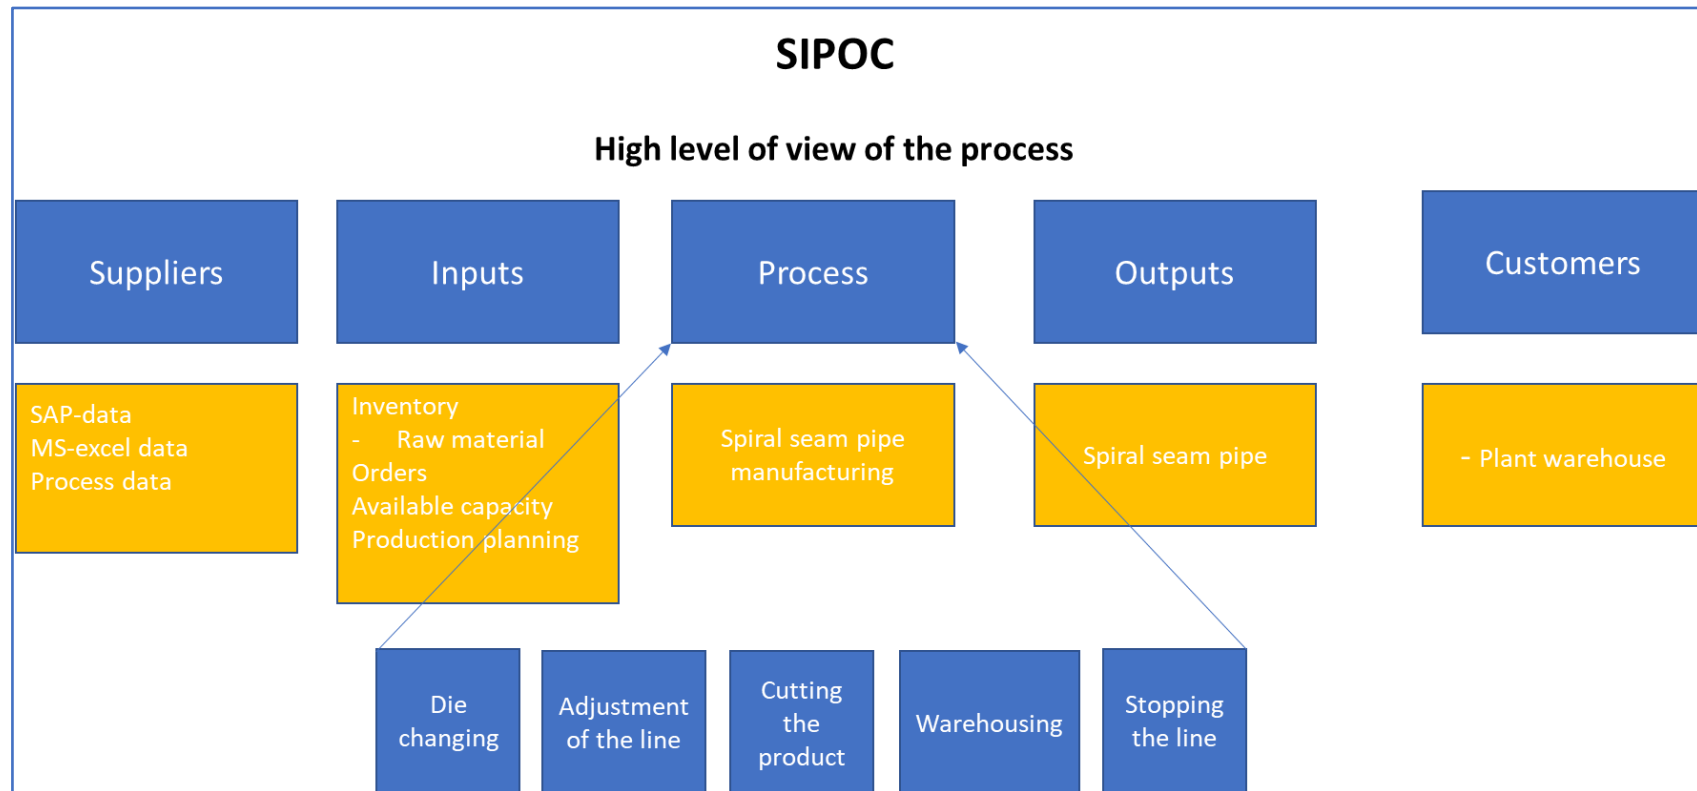 SIPOC
High level of view of the process
Suppliers
Inputs
Process
Outputs
Customers
SAP-data
MS-excel data
Process data
Inventory
- Raw material
Orders
Available capacity
Production planning
Spiral seam pipe
manufacturing
Spiral seam pipe
- Plant warehouse
Die
changing
Adjustment
of the line
Cutting
the
product
Warehousing
Stopping
the line